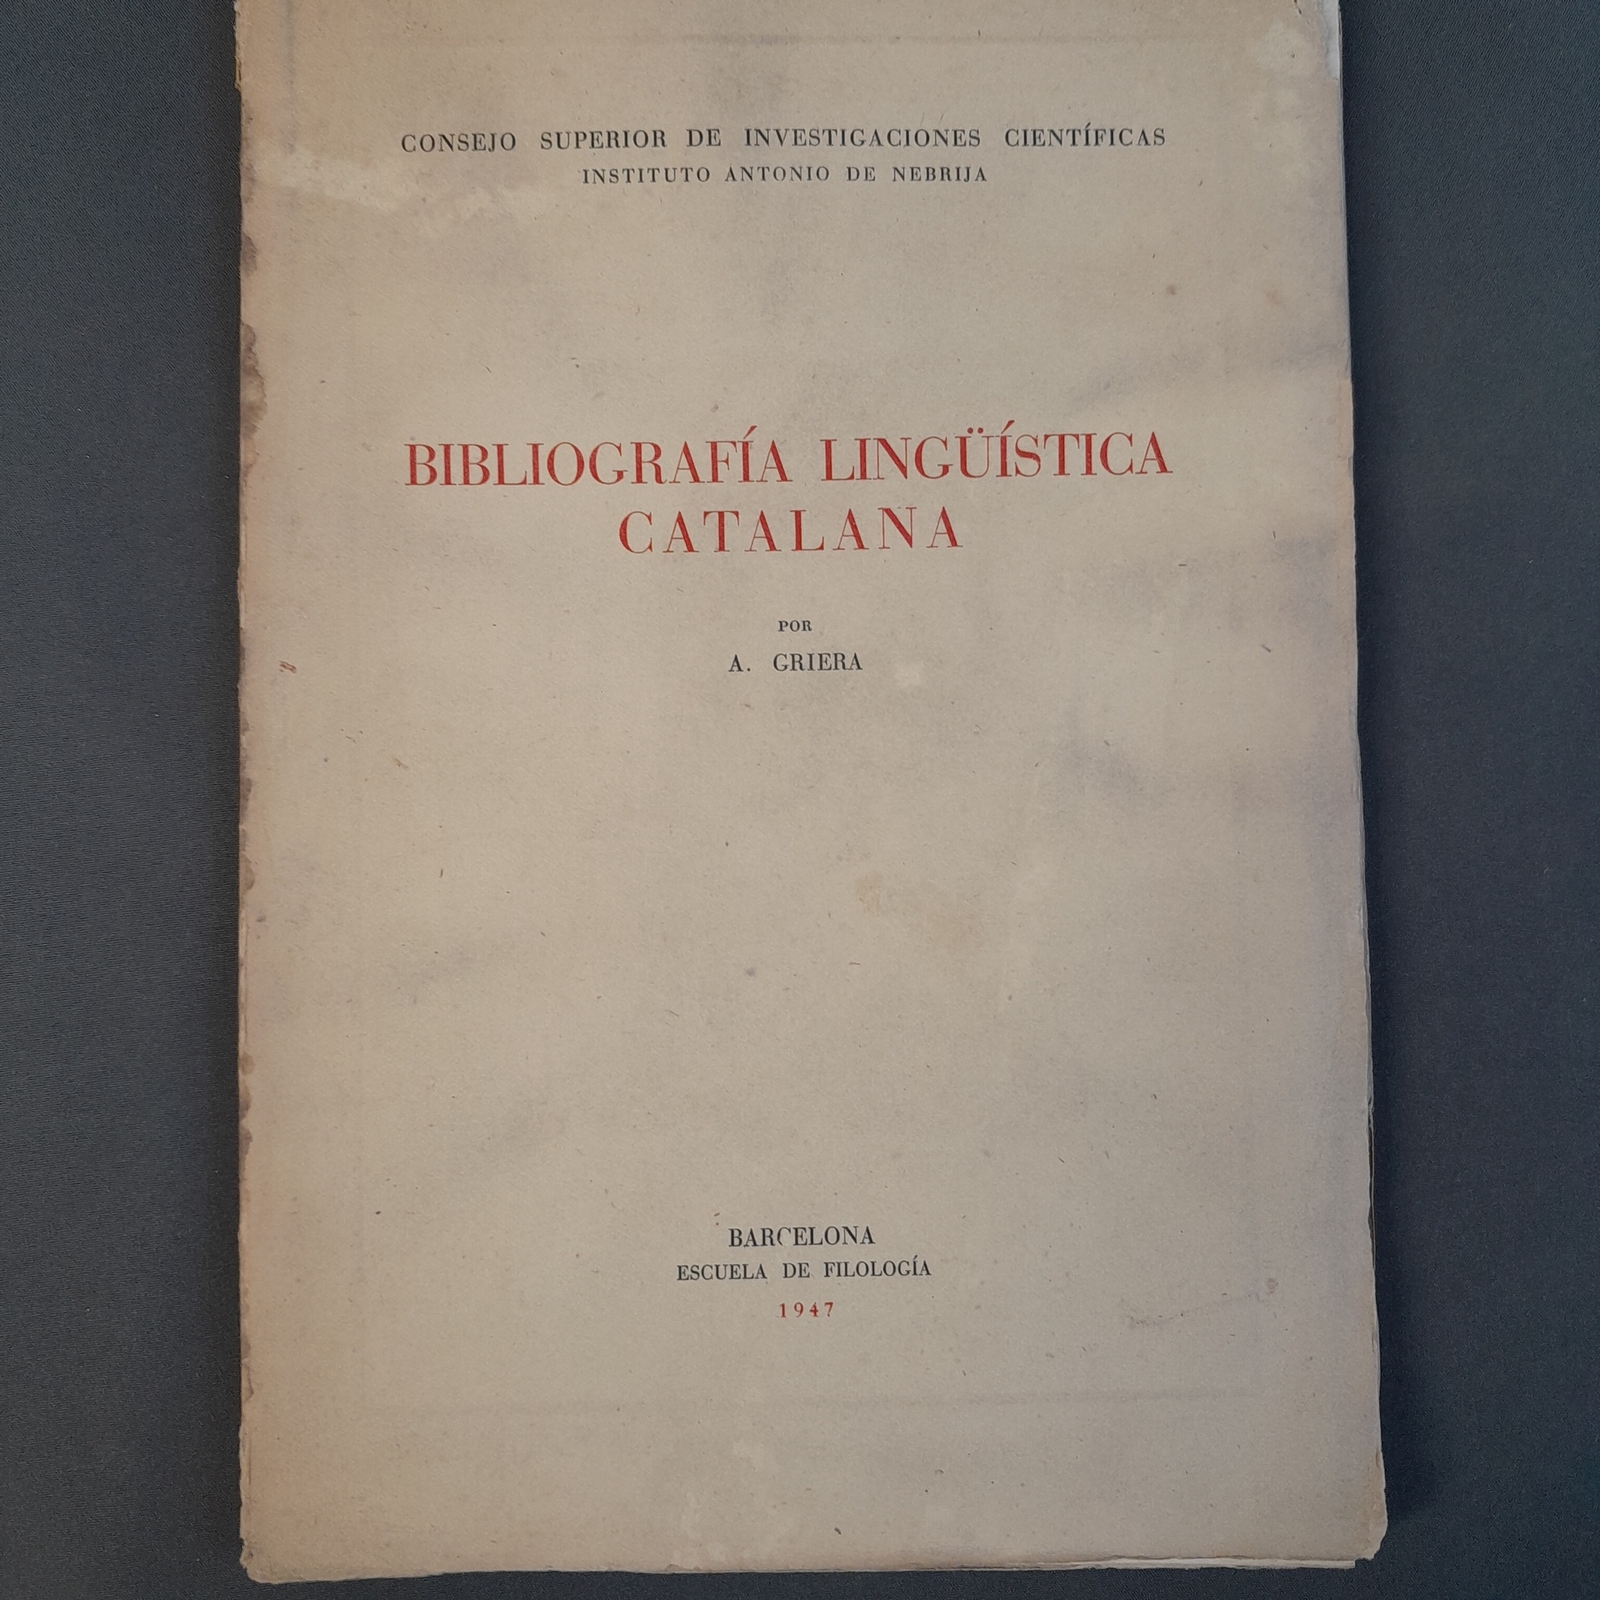 CONSEJO SUPERIOR DE INVESTIGACIONES CIENTÍFICAS
INSTITUTO ANTONIO DE NEBRIJA
BIBLIOGRAFÍA LINGÜÍSTICA
CATALANA
POR
A. GRIERA
BARCELONA
ESCUELA DE FILOLOGÍA
1947